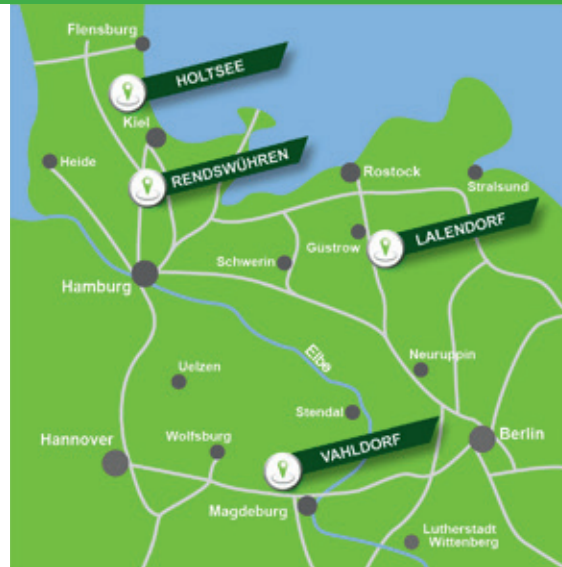 Flensburg
HOLTSEE
Kiel
Heide
RENDSWÜHREN
Rostock
Stralsund
LALENDORF
Güstrow
Schwerin
Hamburg
Elbe
Neuruppin
Uelzen
Stendal
Berlin
Wolfsburg
Hannover
VAHLDORF
Magdeburg
Lutherstadt
Wittenberg